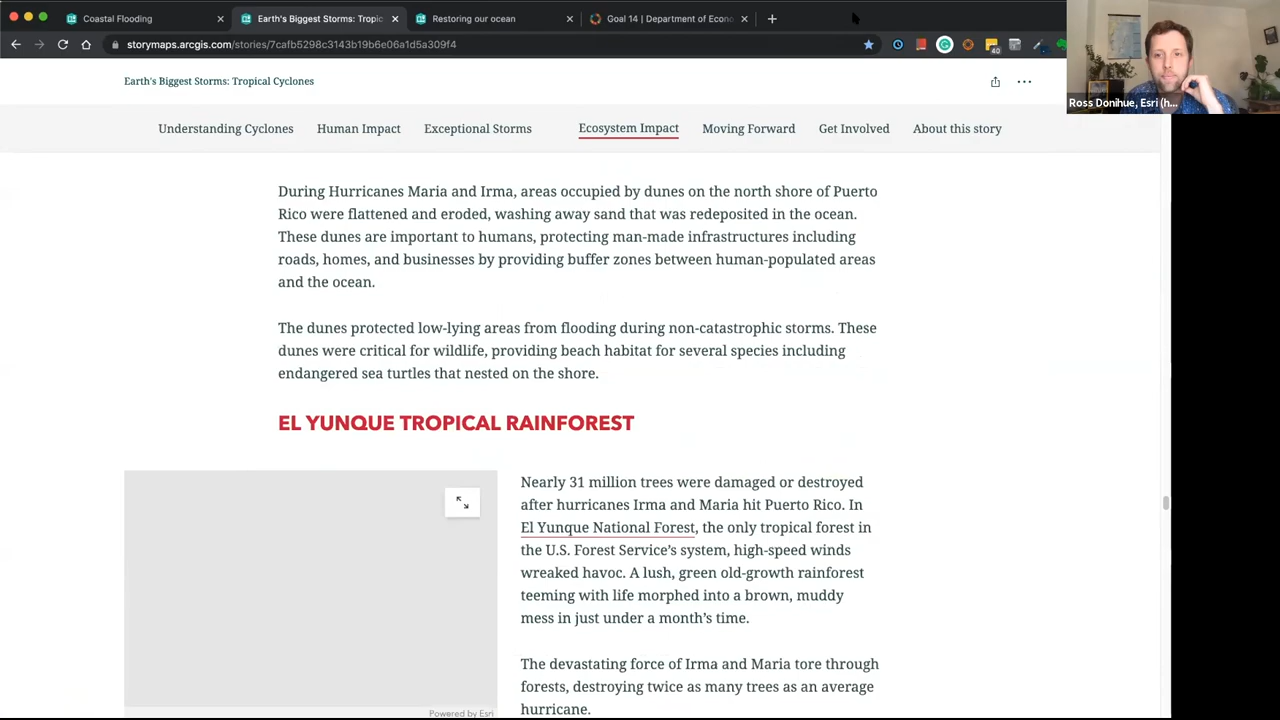 Coastal Flooding
Earth's Biggest Storms: Tropic
Restoring our ocean
Goal 14 | Department of Econo
storymaps.arcgis.com/stories/7cafb5298c3143b19b6e06a1d5a309f4
40
Earth's Biggest Storms: Tropical Cyclones
Ross Donihue, Esri (h...
Understanding Cyclones
Human Impact
Exceptional Storms
Ecosystem Impact
Moving Forward
Get Involved
About this story
During Hurricanes Maria and Irma, areas occupied by dunes on the north shore of Puerto
Rico were flattened and eroded, washing away sand that was redeposited in the ocean.
These dunes are important to humans, protecting man-made infrastructures including
roads, homes, and businesses by providing buffer zones between human-populated areas
and the ocean.
The dunes protected low-lying areas from flooding during non-catastrophic storms. These
dunes were critical for wildlife, providing beach habitat for several species including
endangered sea turtles that nested on the shore.
EL YUNQUE TROPICAL RAINFOREST
Nearly 31 million trees were damaged or destroyed
after hurricanes Irma and Maria hit Puerto Rico. In
El Yunque National Forest, the only tropical forest in
the U.S. Forest Service's system, high-speed winds
wreaked havoc. A lush, green old-growth rainforest
teeming with life morphed into a brown, muddy
mess in just under a month's time.
The devastating force of Irma and Maria tore through
forests, destroying twice as many trees as an average
hurricane.
Powered by Esri